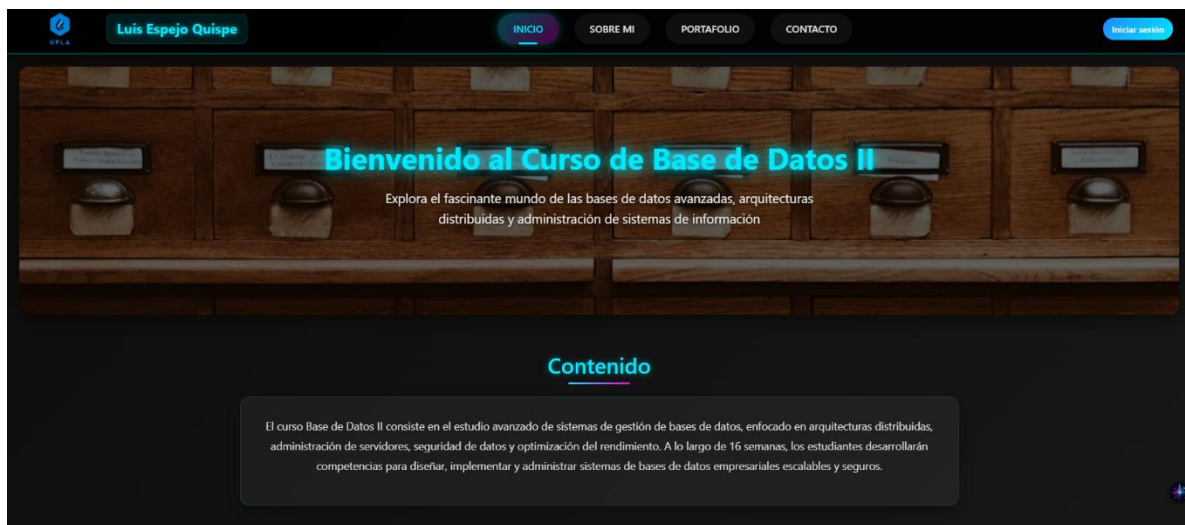 UPLA
Luis Espejo Quispe
INICIO
SOBRE MI
PORTAFOLIO
CONTACTO
Iniciar sesión
Bienvenido al Curso de Base de Datos II
Explora el fascinante mundo de las bases de datos avanzadas, arquitecturas
distribuidas y administración de sistemas de información
Contenido
El curso Base de Datos II consiste en el estudio avanzado de sistemas de gestión de bases de datos, enfocado en arquitecturas distribuidas,
administración de servidores, seguridad de datos y optimización del rendimiento. A lo largo de 16 semanas, los estudiantes desarrollarán
competencias para diseñar, implementar y administrar sistemas de bases de datos empresariales escalables y seguros.